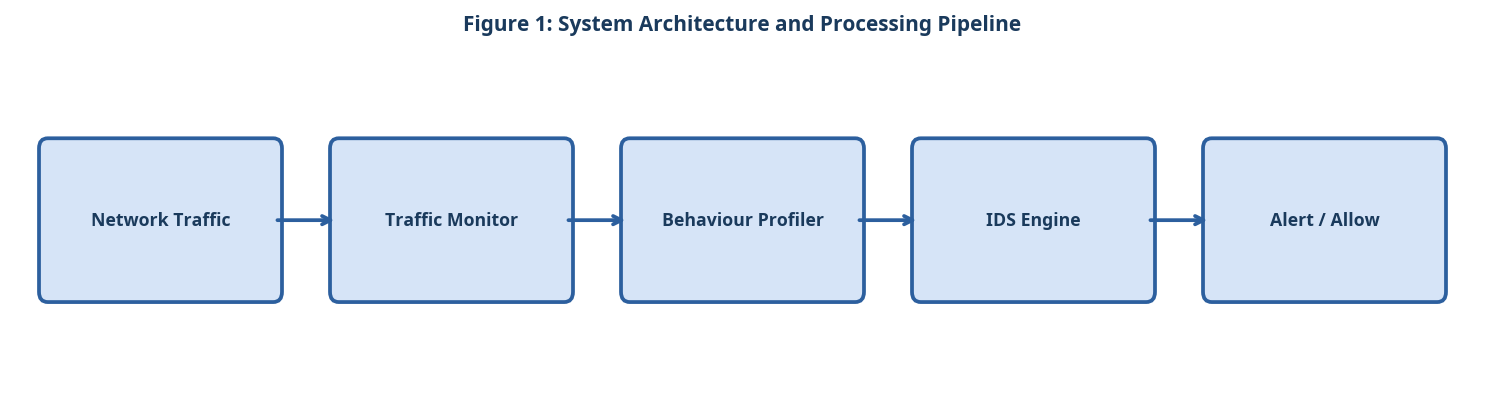 Figure 1: System Architecture and Processing Pipeline
Network Traffic
Traffic Monitor
Behaviour Profiler
IDS Engine
Alert / Allow